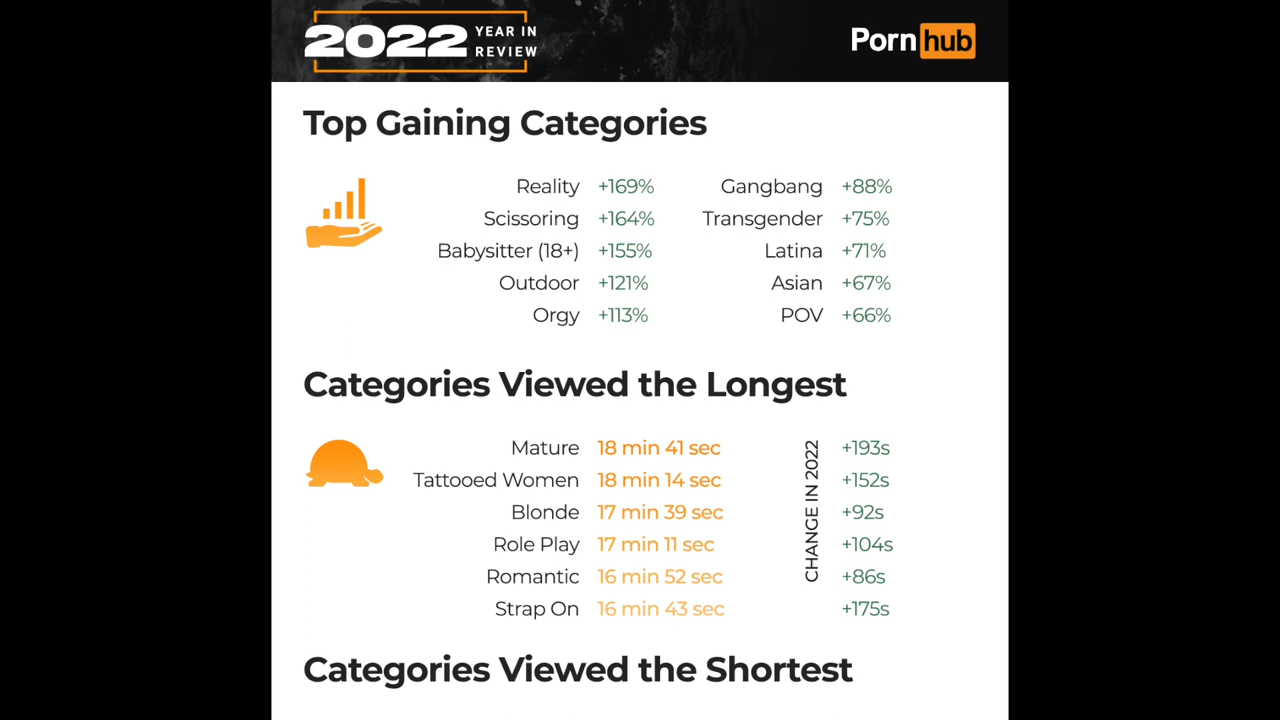 2022 YEAR IN REVIEW
Pornhub
Top Gaining Categories
Reality +169% Gangbang +88%
Scissoring +164% Transgender +75%
Babysitter (18+) +155% Latina +71%
Outdoor +121% Asian +67%
Orgy +113% POV +66%
Categories Viewed the Longest
CHANGE IN 2022
Mature 18 min 41 sec +193s
Tattooed Women 18 min 14 sec +152s
Blonde 17 min 39 sec +92s
Role Play 17 min 11 sec +104s
Romantic 16 min 52 sec +86s
Strap On 16 min 43 sec +175s
Categories Viewed the Shortest